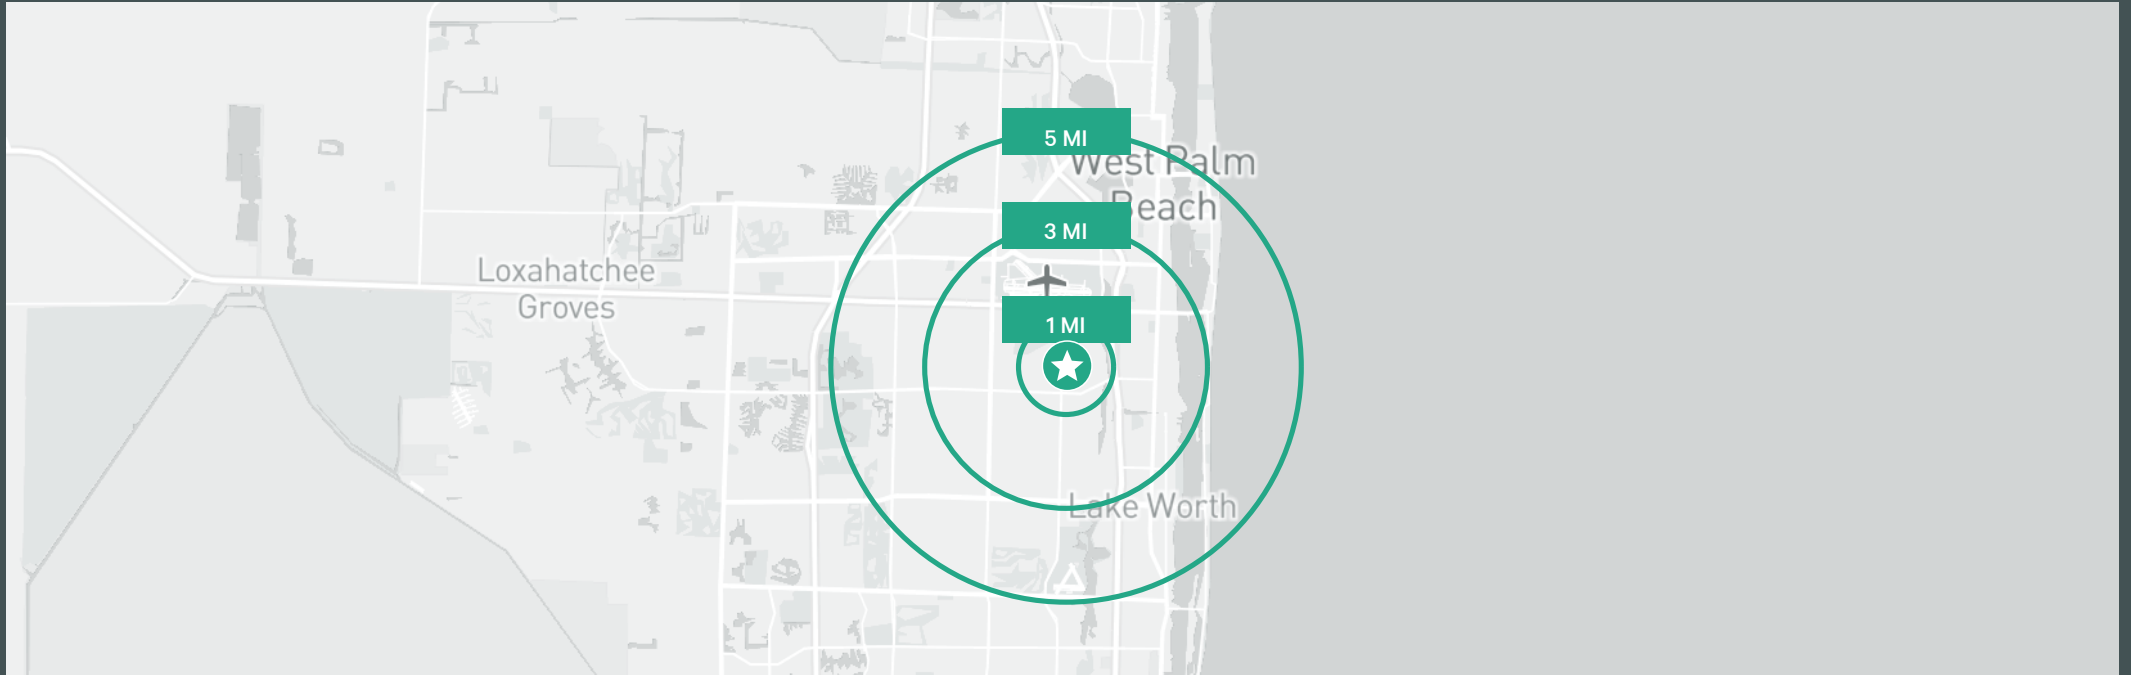 5 MI
West Palm
Beach
3 MI
Loxahatchee
Groves
1 MI
Lake Worth